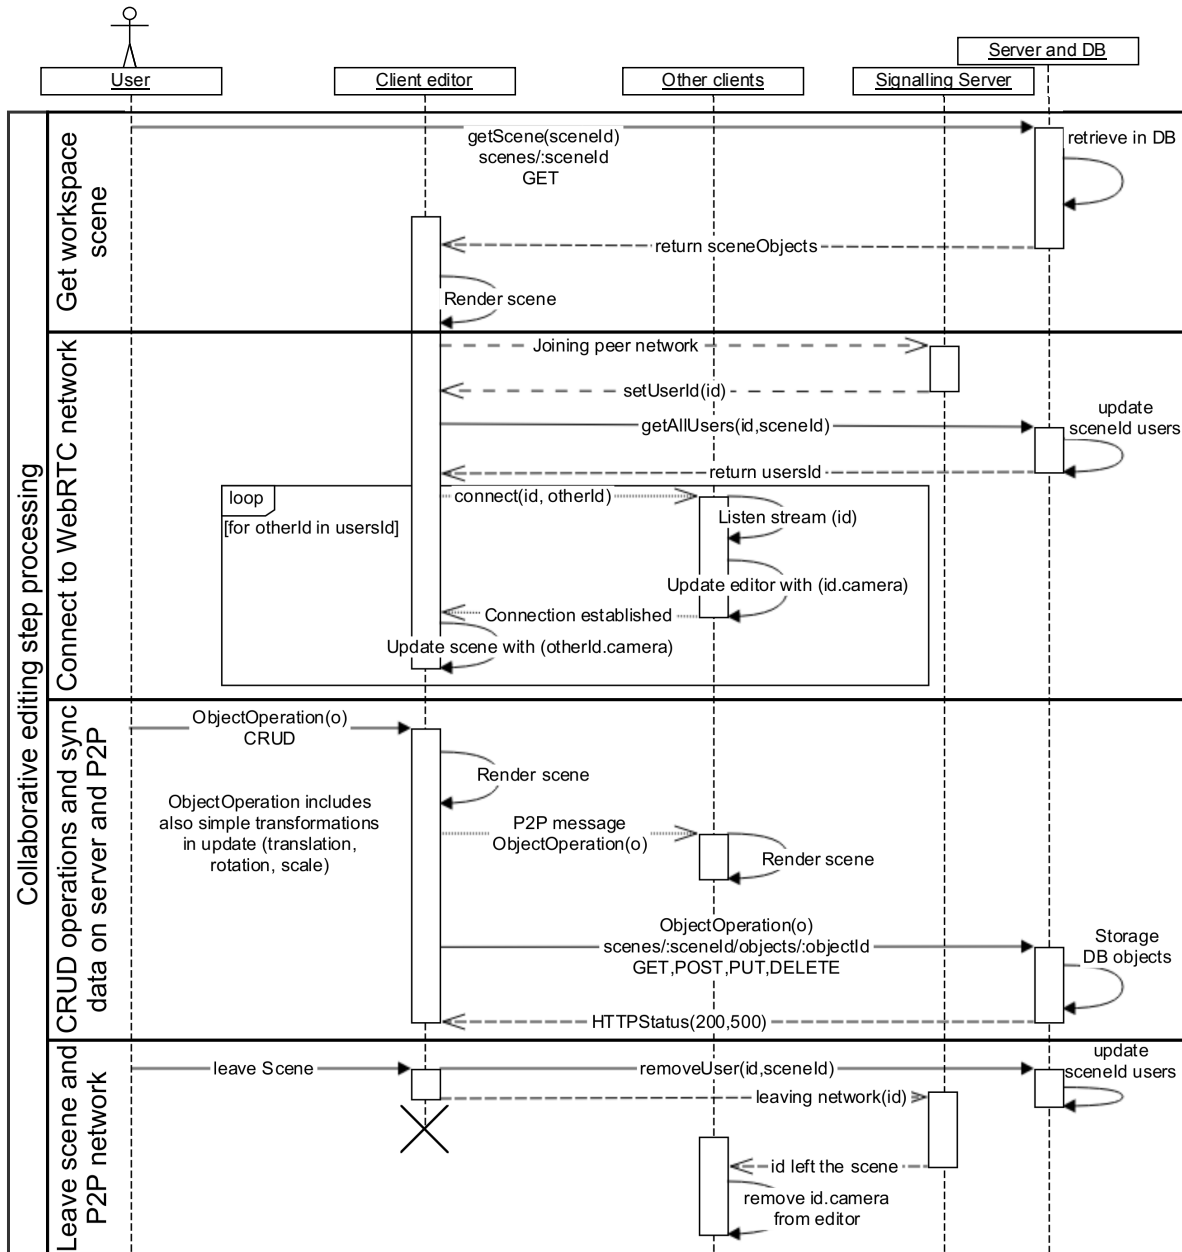 User
Client editor
Other clients
Signalling Server
Server and DB
Collaborative editing step processing
Get workspace
scene
getScene(sceneId)
scenes/:sceneId
GET
retrieve in DB
return sceneObjects
Render scene
Connect to WebRTC network
Joining peer network
setUserId(id)
getAllUsers(id,sceneId)
update
sceneId users
return usersId
loop
[for otherId in usersId]
connect(id, otherId)
Listen stream (id)
Update editor with (id.camera)
Connection established
Update scene with (otherId.camera)
CRUD operations and sync
data on server and P2P
ObjectOperation(o)
CRUD
Render scene
ObjectOperation includes
also simple transformations
in update (translation,
rotation, scale)
P2P message
ObjectOperation(o)
Render scene
ObjectOperation(o)
scenes/:sceneId/objects/:objectId
GET,POST,PUT,DELETE
Storage
DB objects
HTTPStatus(200,500)
Leave scene and
P2P network
leave Scene
removeUser(id,sceneId)
update
sceneId users
leaving network(id)
id left the scene
remove id.camera
from editor